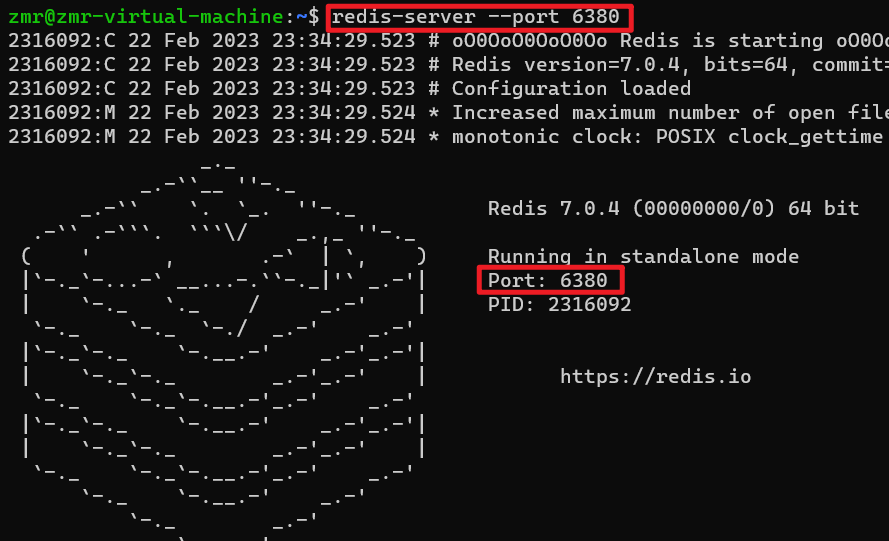 zmr@zmr-virtual-machine:~$ redis-server --port 6380
2316092:C 22 Feb 2023 23:34:29.523 # oO0OoO0OoO0Oo Redis is starting oO0Oo
2316092:C 22 Feb 2023 23:34:29.523 # Redis version=7.0.4, bits=64, commit=
2316092:C 22 Feb 2023 23:34:29.523 # Configuration loaded
2316092:M 22 Feb 2023 23:34:29.524 * Increased maximum number of open file
2316092:M 22 Feb 2023 23:34:29.524 * monotonic clock: POSIX clock_gettime
Redis 7.0.4 (00000000/0) 64 bit
Running in standalone mode
Port: 6380
PID: 2316092
https://redis.io